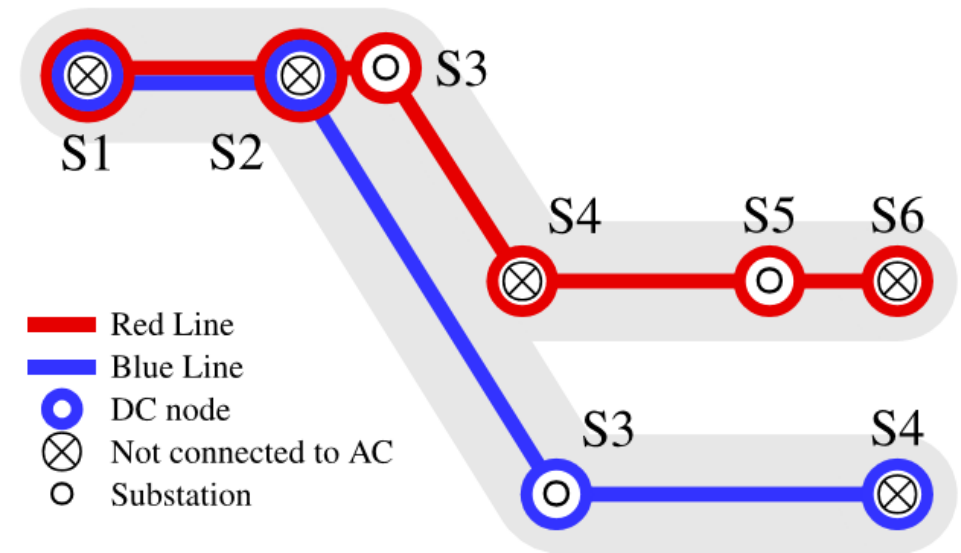 S3
S1
S2
S4
S5
S6
Red Line
Blue Line
DC node
Not connected to AC
Substation
S3
S4